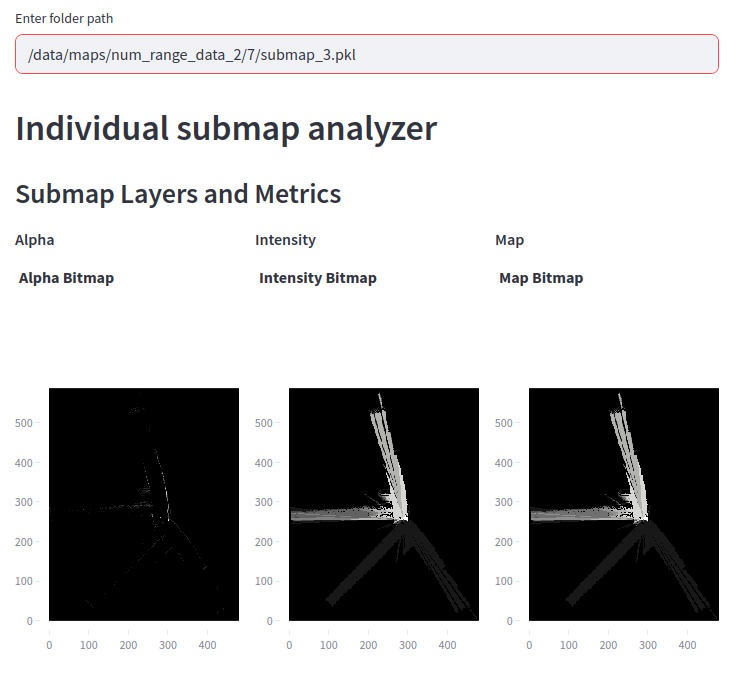 Enter folder path
/data/maps/num_range_data_2/7/submap_3.pkl
Individual submap analyzer
Submap Layers and Metrics
Alpha Intensity Map
Alpha Bitmap Intensity Bitmap Map Bitmap
500 500 500
400 400 400
300 300 300
200 200 200
100 100 100
0 0 0
0 100 200 300 400 0 100 200 300 400 0 100 200 300 400